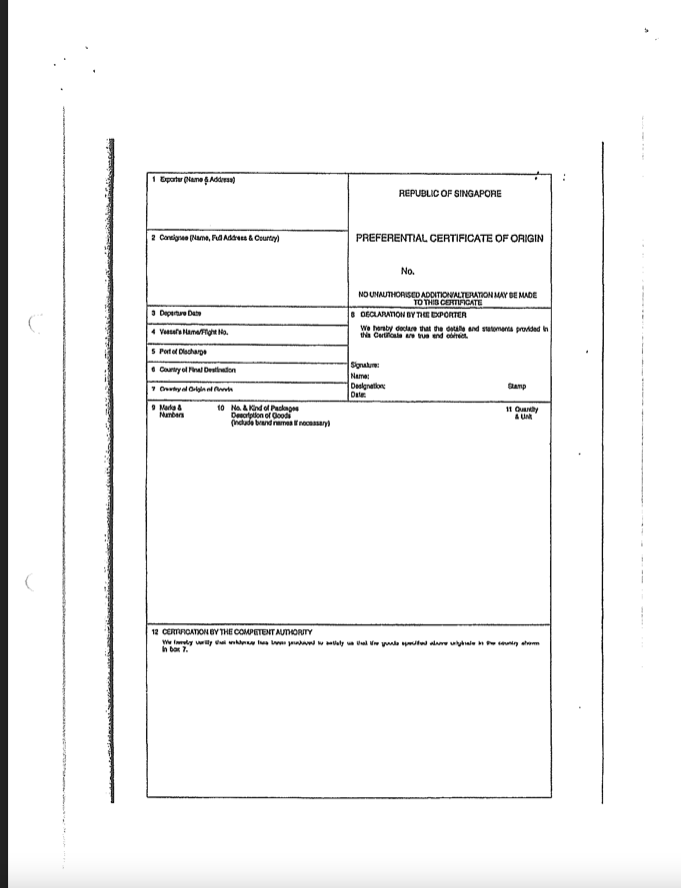 1 Exporter (Name & Address)
REPUBLIC OF SINGAPORE
PREFERENTIAL CERTIFICATE OF ORIGIN
No.
NO UNAUTHORISED ADDITION/ALTERATION MAY BE MADE
TO THIS CERTIFICATE
2 Consignee (Name, Full Address & Country)
3 Departure Date
4 Vessel's Name/Flight No.
5 Port of Discharge
6 Country of Final Destination
7 Country of Origin of Goods
8 DECLARATION BY THE EXPORTER
We hereby declare that the details and statements provided in
this Certificate are true and correct.
Signature:
Name:
Designation:
Stamp
Date:
9 Marks &
Numbers
10 No. & Kind of Packages
Description of Goods
(include brand names if necessary)
11 Quantity
& Unit
12 CERTIFICATION BY THE COMPETENT AUTHORITY
We hereby verify that evidence has been produced to satisfy us that the goods specified above originate in the country shown
in box 7.